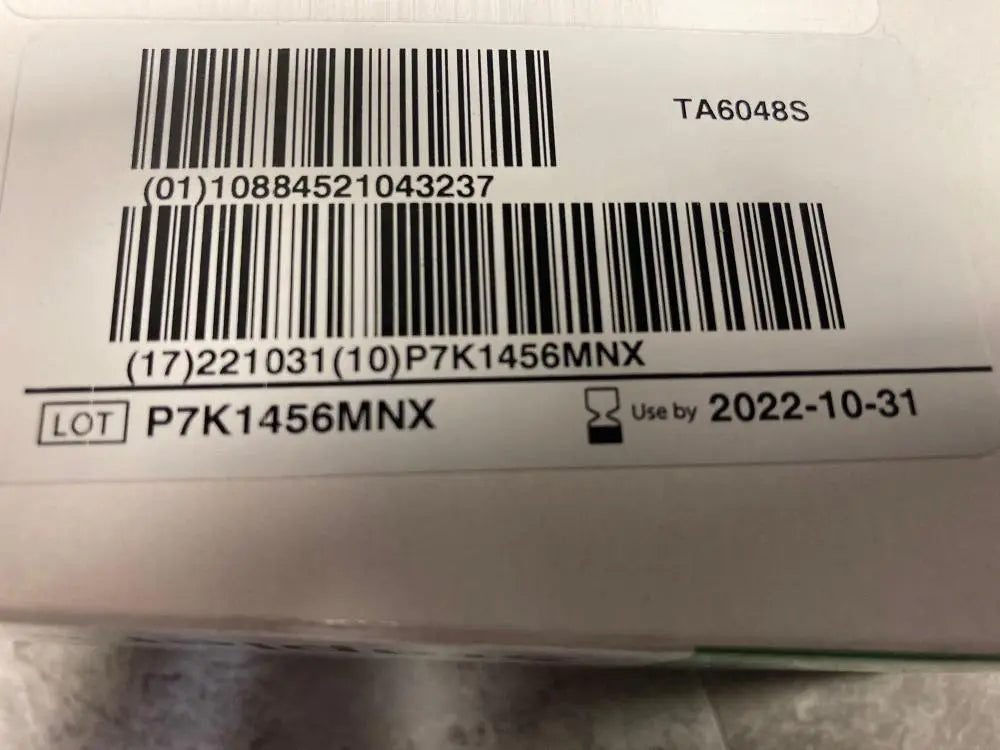 TA6048S
(01)10884521043237
(17)221031(10)P7K1456MNX
LOT P7K1456MNX
Use by 2022-10-31